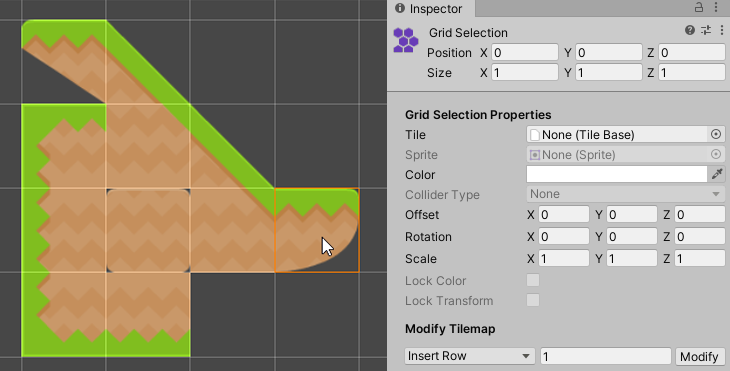 Inspector
Grid Selection
Position X 0 Y 0 Z 0
Size X 1 Y 1 Z 1
Grid Selection Properties
Tile None (Tile Base)
Sprite None (Sprite)
Color
Collider Type None
Offset X 0 Y 0 Z 0
Rotation X 0 Y 0 Z 0
Scale X 1 Y 1 Z 1
Lock Color
Lock Transform
Modify Tilemap
Insert Row 1 Modify